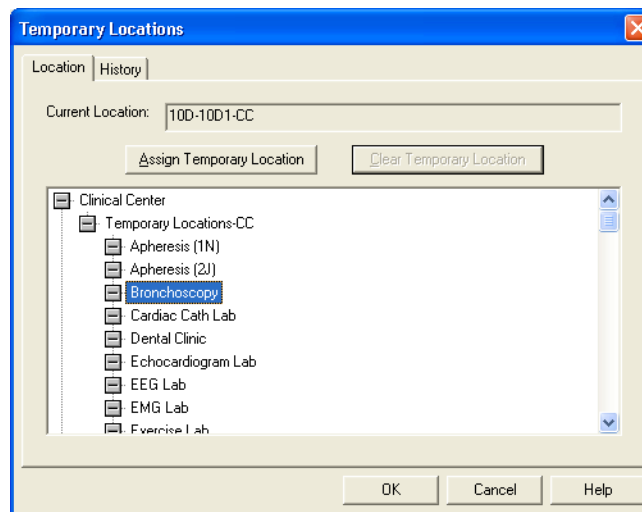 Temporary Locations
Location History
Current Location: 10D-10D1-CC
Assign Temporary Location Clear Temporary Location
Clinical Center
Temporary Locations-CC
Apheresis (1N)
Apheresis (2J)
Bronchoscopy
Cardiac Cath Lab
Dental Clinic
Echocardiogram Lab
EEG Lab
EMG Lab
Exercise Lab
OK Cancel Help